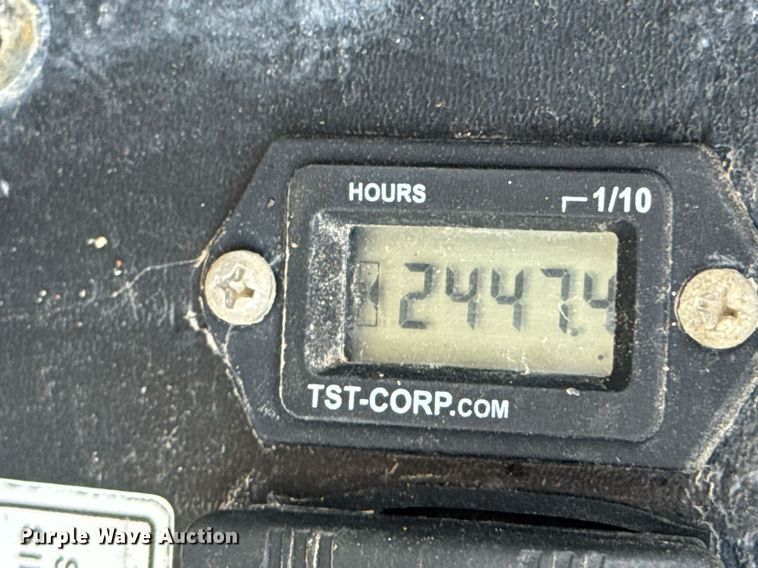 HOURS
1/10
2447.4
TST-CORP.COM
Purple Wave Auction